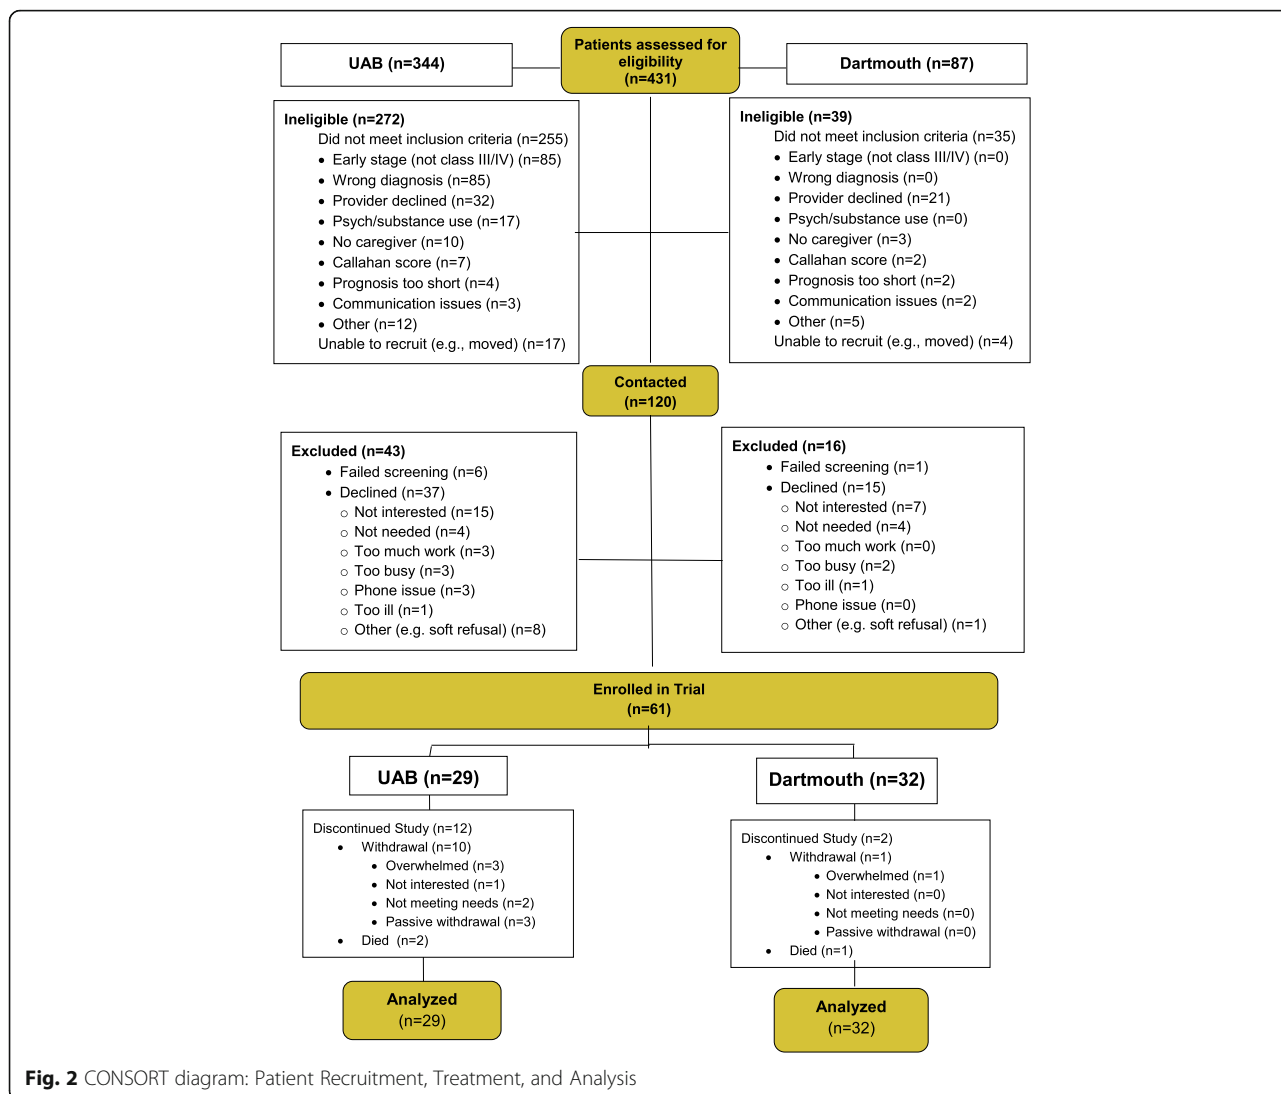 Patients assessed for
eligibility
(n=431)
UAB (n=344)
Dartmouth (n=87)
Ineligible (n=272)
Did not meet inclusion criteria (n=255)
• Early stage (not class III/IV) (n=85)
• Wrong diagnosis (n=85)
• Provider declined (n=32)
• Psych/substance use (n=17)
• No caregiver (n=10)
• Callahan score (n=7)
• Prognosis too short (n=4)
• Communication issues (n=3)
• Other (n=12)
Unable to recruit (e.g., moved) (n=17)
Ineligible (n=39)
Did not meet inclusion criteria (n=35)
• Early stage (not class III/IV) (n=0)
• Wrong diagnosis (n=0)
• Provider declined (n=21)
• Psych/substance use (n=0)
• No caregiver (n=3)
• Callahan score (n=2)
• Prognosis too short (n=2)
• Communication issues (n=2)
• Other (n=5)
Unable to recruit (e.g., moved) (n=4)
Contacted
(n=120)
Excluded (n=43)
• Failed screening (n=6)
• Declined (n=37)
○ Not interested (n=15)
○ Not needed (n=4)
○ Too much work (n=3)
○ Too busy (n=3)
○ Phone issue (n=3)
○ Too ill (n=1)
○ Other (e.g. soft refusal) (n=8)
Excluded (n=16)
• Failed screening (n=1)
• Declined (n=15)
○ Not interested (n=7)
○ Not needed (n=4)
○ Too much work (n=0)
○ Too busy (n=2)
○ Too ill (n=1)
○ Phone issue (n=0)
○ Other (e.g. soft refusal) (n=1)
Enrolled in Trial
(n=61)
UAB (n=29)
Dartmouth (n=32)
Discontinued Study (n=12)
• Withdrawal (n=10)
• Overwhelmed (n=3)
• Not interested (n=1)
• Not meeting needs (n=2)
• Passive withdrawal (n=3)
• Died (n=2)
Discontinued Study (n=2)
• Withdrawal (n=1)
• Overwhelmed (n=1)
• Not interested (n=0)
• Not meeting needs (n=0)
• Passive withdrawal (n=0)
• Died (n=1)
Analyzed
(n=29)
Analyzed
(n=32)
Fig. 2 CONSORT diagram: Patient Recruitment, Treatment, and Analysis